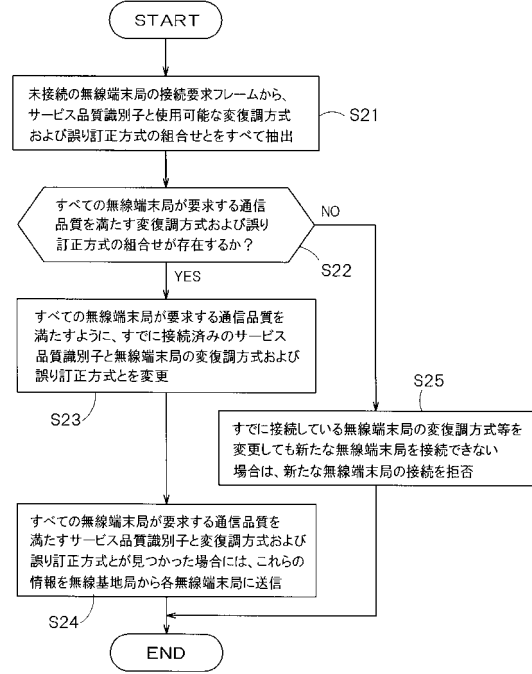 START
未接続の無線端末局の接続要求フレームから、
サービス品質識別子と使用可能な変復調方式
および誤り訂正方式の組合せとをすべて抽出
S21
すべての無線端末局が要求する通信
品質を満たす変復調方式および誤り
訂正方式の組合せが存在するか？
NO
S22
YES
すべての無線端末局が要求する通信品質を
満たすように、すでに接続済みのサービス
品質識別子と無線端末局の変復調方式および
誤り訂正方式とを変更
S23
S25
すでに接続している無線端末局の変復調方式等を
変更しても新たな無線端末局を接続できない
場合は、新たな無線端末局の接続を拒否
すべての無線端末局が要求する通信品質を
満たすサービス品質識別子と変復調方式および
誤り訂正方式とが見つかった場合には、これらの
情報を無線基地局から各無線端末局に送信
S24
END